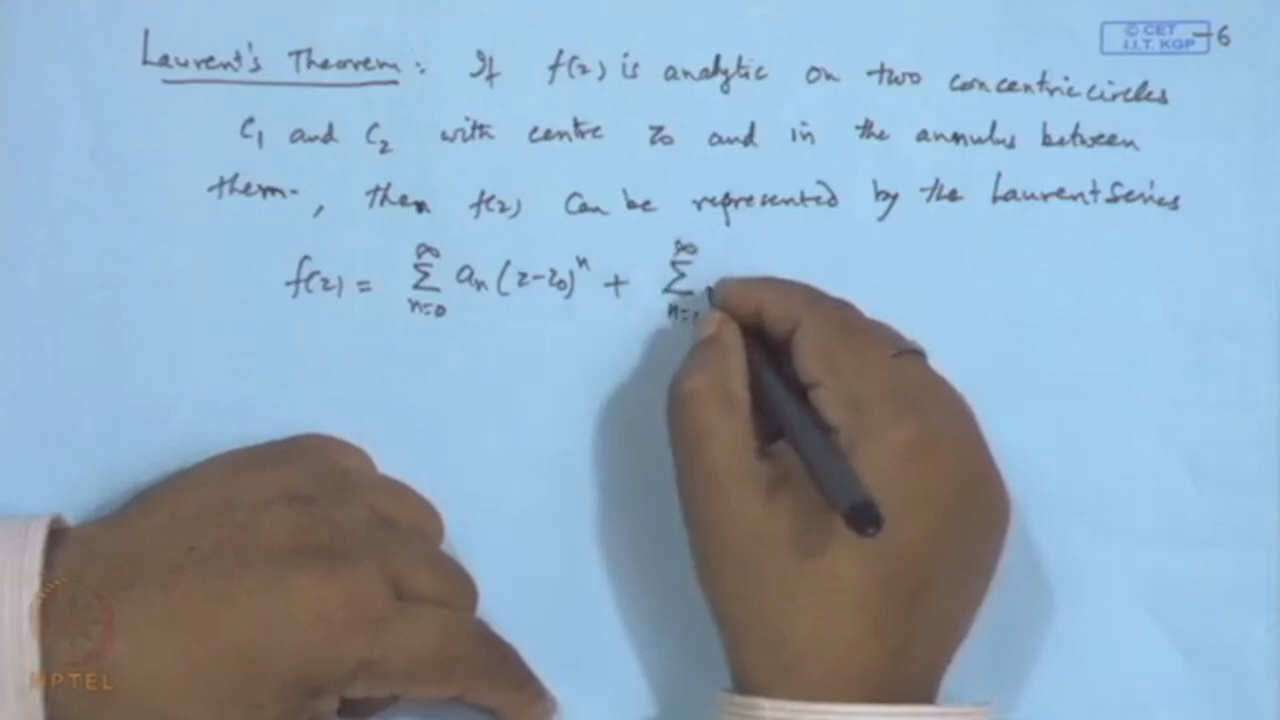 © CET
I.I.T. KGP
-6
Laurent's Theorem: If f(z) is analytic on two concentric circles
C₁ and C₂ with centre z₀ and in the annulus between
them, then f(z) can be represented by the Laurent Series
f(z) = ∑_{n=0}^{∞} aₙ (z-z₀)ⁿ + ∑_{n=1}^{∞}
NPTEL